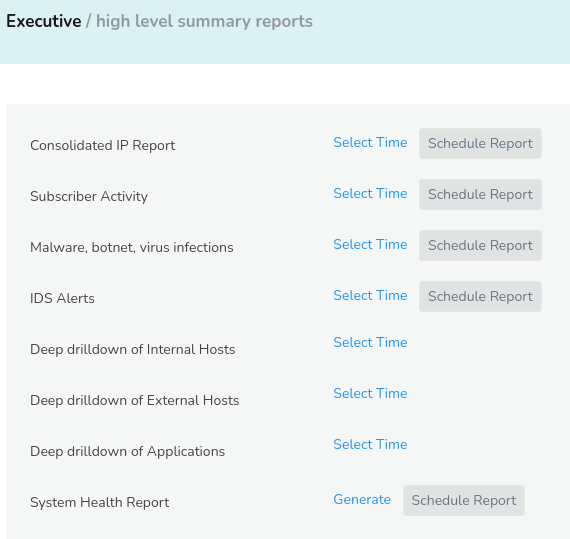 Executive / high level summary reports
Consolidated IP Report Select Time Schedule Report
Subscriber Activity Select Time Schedule Report
Malware, botnet, virus infections Select Time Schedule Report
IDS Alerts Select Time Schedule Report
Deep drilldown of Internal Hosts Select Time
Deep drilldown of External Hosts Select Time
Deep drilldown of Applications Select Time
System Health Report Generate Schedule Report